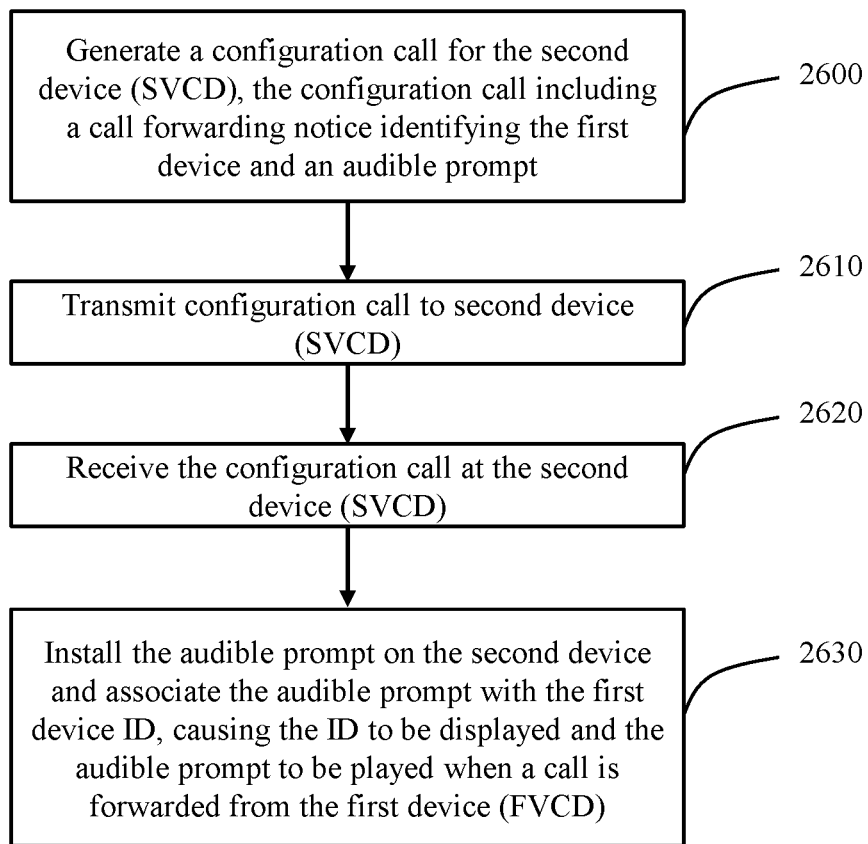 Generate a configuration call for the second
device (SVCD), the configuration call including
a call forwarding notice identifying the first
device and an audible prompt
2600
Transmit configuration call to second device
(SVCD)
2610
Receive the configuration call at the second
device (SVCD)
2620
Install the audible prompt on the second device
and associate the audible prompt with the first
device ID, causing the ID to be displayed and the
audible prompt to be played when a call is
forwarded from the first device (FVCD)
2630